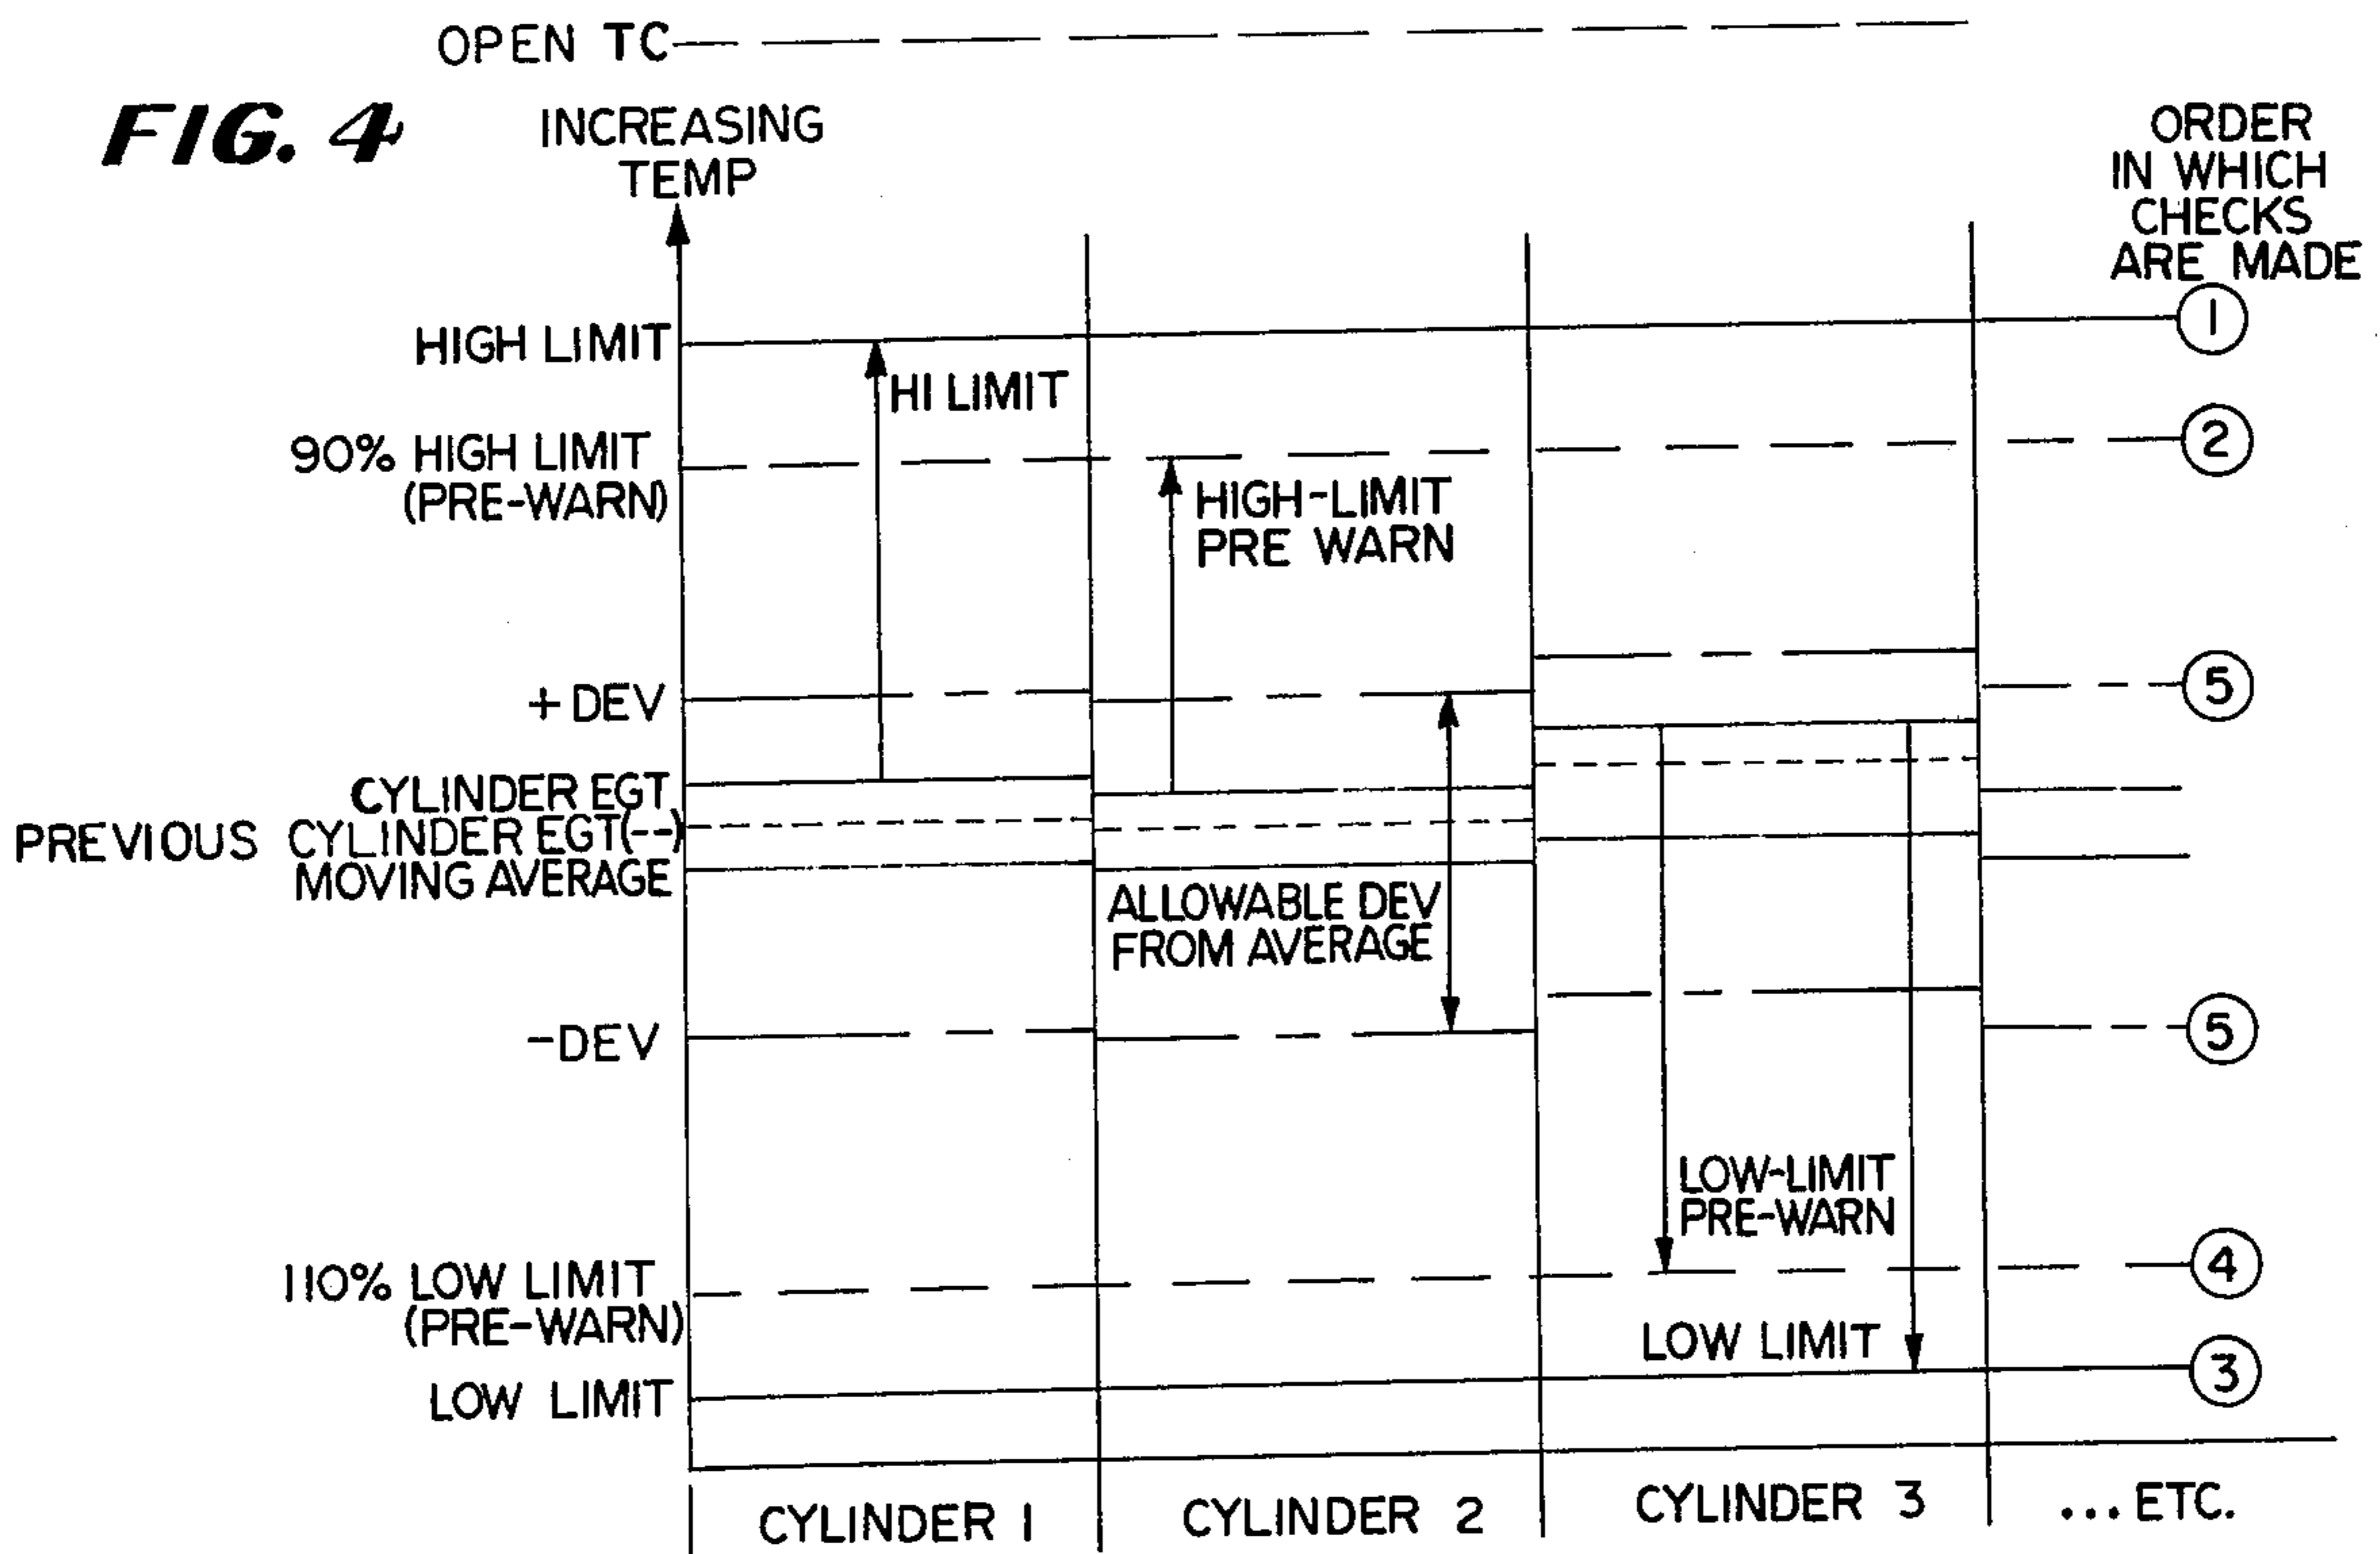 OPEN TC
FIG. 4
INCREASING
TEMP
ORDER
IN WHICH
CHECKS
ARE MADE
HIGH LIMIT
1
HI LIMIT
90% HIGH LIMIT
(PRE-WARN)
2
HIGH-LIMIT
PRE WARN
+ DEV
5
CYLINDER EGT
PREVIOUS CYLINDER EGT(--)
MOVING AVERAGE
ALLOWABLE DEV
FROM AVERAGE
-DEV
5
LOW-LIMIT
PRE-WARN
110% LOW LIMIT
(PRE-WARN)
4
LOW LIMIT
LOW LIMIT
3
CYLINDER 1
CYLINDER 2
CYLINDER 3
...ETC.